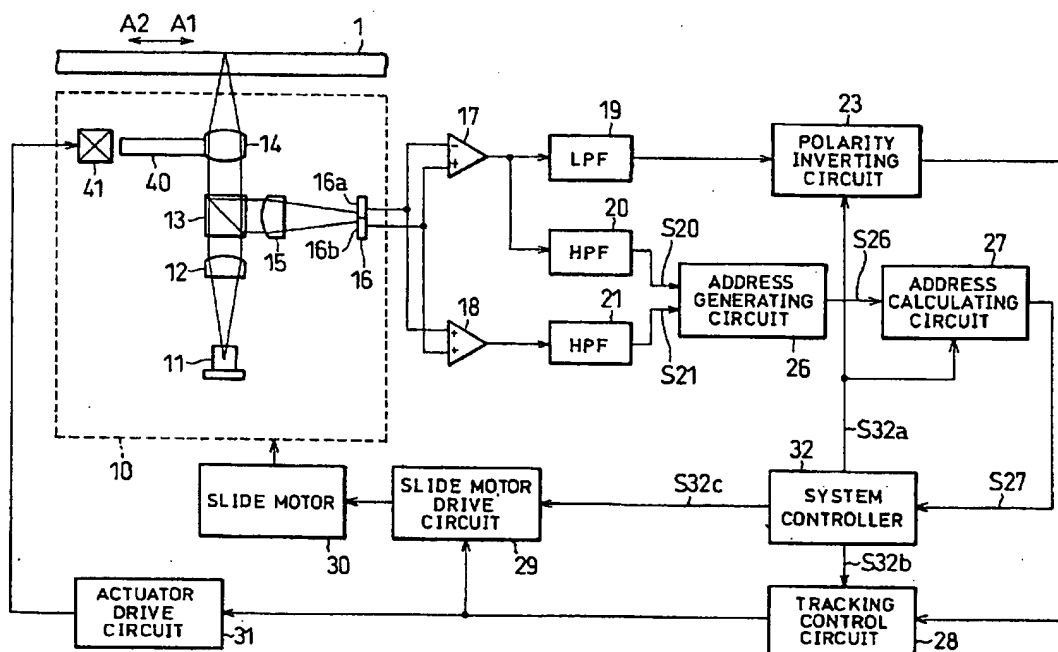 A2 A1
1
41
40
14
13
12
15
16a
16b
16
11
10
17
18
19
LPF
20
HPF
S20
21
HPF
S21
23
POLARITY
INVERTING
CIRCUIT
ADDRESS
GENERATING
CIRCUIT
26
S26
27
ADDRESS
CALCULATING
CIRCUIT
S32a
32
SYSTEM
CONTROLLER
S27
S32c
S32b
SLIDE MOTOR
30
SLIDE MOTOR
DRIVE
CIRCUIT
29
ACTUATOR
DRIVE
CIRCUIT
31
TRACKING
CONTROL
CIRCUIT
28